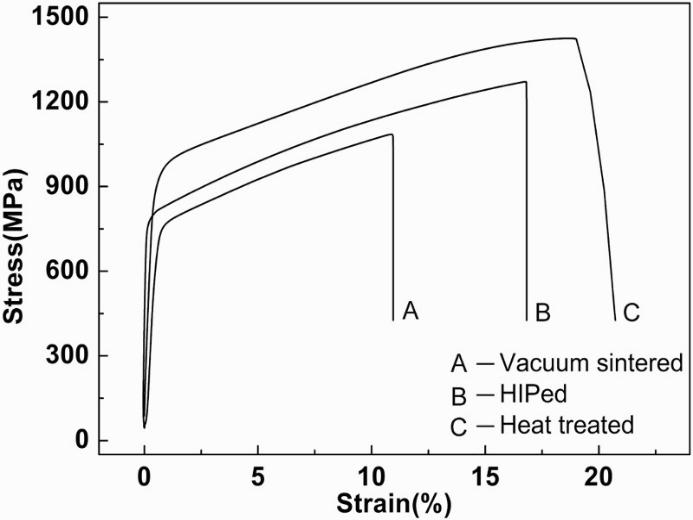 1500
1200
900
600
300
0
Stress(MPa)
A
B
C
A — Vacuum sintered
B — HIPed
C — Heat treated
0 5 10 15 20
Strain(%)